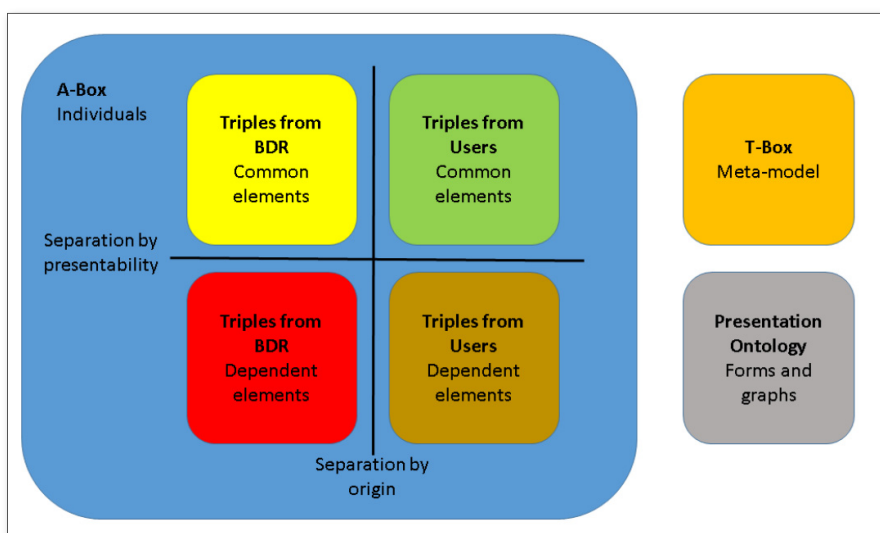 A-Box
Individuals
Triples from
BDR
Common
elements
Triples from
Users
Common
elements
T-Box
Meta-model
Separation by
presentability
Triples from
BDR
Dependent
elements
Triples from
Users
Dependent
elements
Presentation
Ontology
Forms and
graphs
Separation by
origin